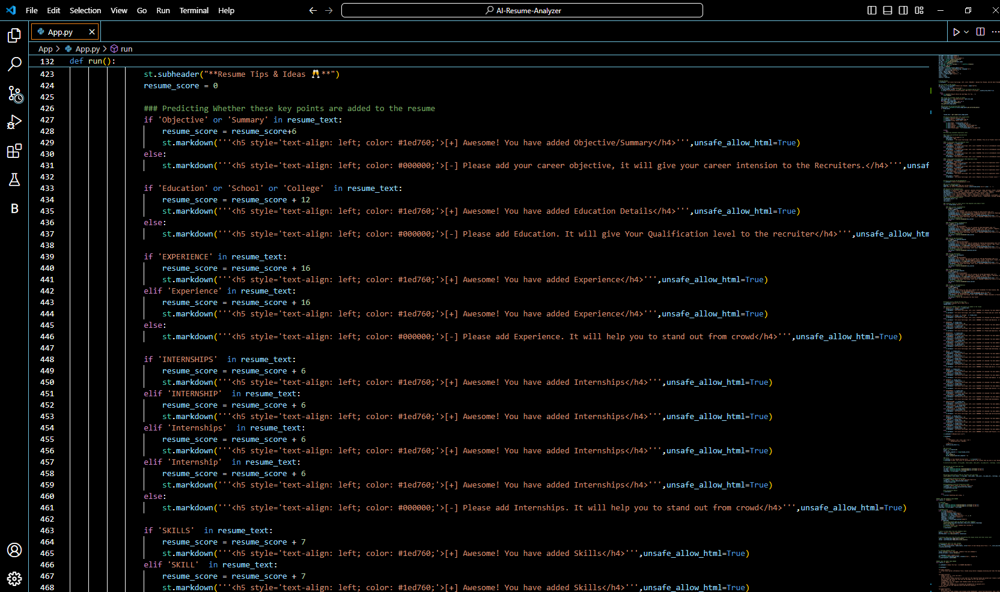 File Edit Selection View Go Run Terminal Help
AI-Resume-Analyzer
App.py
App > App.py > run
132 def run():
423 st.subheader("**Resume Tips & Ideas 🥂**")
424 resume_score = 0
425
426 ### Predicting Whether these key points are added to the resume
427 if 'Objective' or 'Summary' in resume_text:
428 resume_score = resume_score+6
429 st.markdown('''<h5 style='text-align: left; color: #1ed760;'>[+] Awesome! You have added Objective/Summary</h4>''',unsafe_allow_html=True)
430 else:
431 st.markdown('''<h5 style='text-align: left; color: #000000;'>[-] Please add your career objective, it will give your career intension to the Recruiters.</h4>''',unsaf
432
433 if 'Education' or 'School' or 'College'  in resume_text:
434 resume_score = resume_score + 12
435 st.markdown('''<h5 style='text-align: left; color: #1ed760;'>[+] Awesome! You have added Education Details</h4>''',unsafe_allow_html=True)
436 else:
437 st.markdown('''<h5 style='text-align: left; color: #000000;'>[-] Please add Education. It will give Your Qualification level to the recruiter</h4>''',unsafe_allow_htm
438
439 if 'EXPERIENCE' in resume_text:
440 resume_score = resume_score + 16
441 st.markdown('''<h5 style='text-align: left; color: #1ed760;'>[+] Awesome! You have added Experience</h4>''',unsafe_allow_html=True)
442 elif 'Experience' in resume_text:
443 resume_score = resume_score + 16
444 st.markdown('''<h5 style='text-align: left; color: #1ed760;'>[+] Awesome! You have added Experience</h4>''',unsafe_allow_html=True)
445 else:
446 st.markdown('''<h5 style='text-align: left; color: #000000;'>[-] Please add Experience. It will help you to stand out from crowd</h4>''',unsafe_allow_html=True)
447
448 if 'INTERNSHIPS'  in resume_text:
449 resume_score = resume_score + 6
450 st.markdown('''<h5 style='text-align: left; color: #1ed760;'>[+] Awesome! You have added Internships</h4>''',unsafe_allow_html=True)
451 elif 'INTERNSHIP'  in resume_text:
452 resume_score = resume_score + 6
453 st.markdown('''<h5 style='text-align: left; color: #1ed760;'>[+] Awesome! You have added Internships</h4>''',unsafe_allow_html=True)
454 elif 'Internships'  in resume_text:
455 resume_score = resume_score + 6
456 st.markdown('''<h5 style='text-align: left; color: #1ed760;'>[+] Awesome! You have added Internships</h4>''',unsafe_allow_html=True)
457 elif 'Internship'  in resume_text:
458 resume_score = resume_score + 6
459 st.markdown('''<h5 style='text-align: left; color: #1ed760;'>[+] Awesome! You have added Internships</h4>''',unsafe_allow_html=True)
460 else:
461 st.markdown('''<h5 style='text-align: left; color: #000000;'>[-] Please add Internships. It will help you to stand out from crowd</h4>''',unsafe_allow_html=True)
462
463 if 'SKILLS'  in resume_text:
464 resume_score = resume_score + 7
465 st.markdown('''<h5 style='text-align: left; color: #1ed760;'>[+] Awesome! You have added Skills</h4>''',unsafe_allow_html=True)
466 elif 'SKILL'  in resume_text:
467 resume_score = resume_score + 7
468 st.markdown('''<h5 style='text-align: left; color: #1ed760;'>[+] Awesome! You have added Skills</h4>''',unsafe_allow_html=True)
B